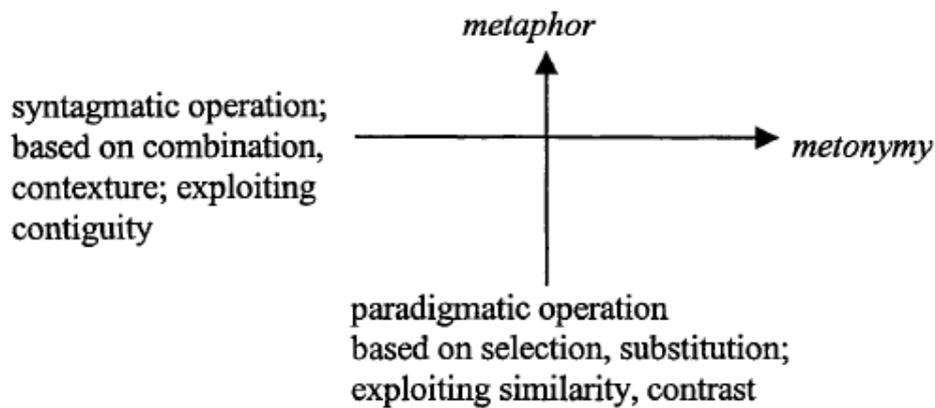 metaphor
syntagmatic operation;
based on combination,
contexture; exploiting
contiguity
metonymy
paradigmatic operation
based on selection, substitution;
exploiting similarity, contrast